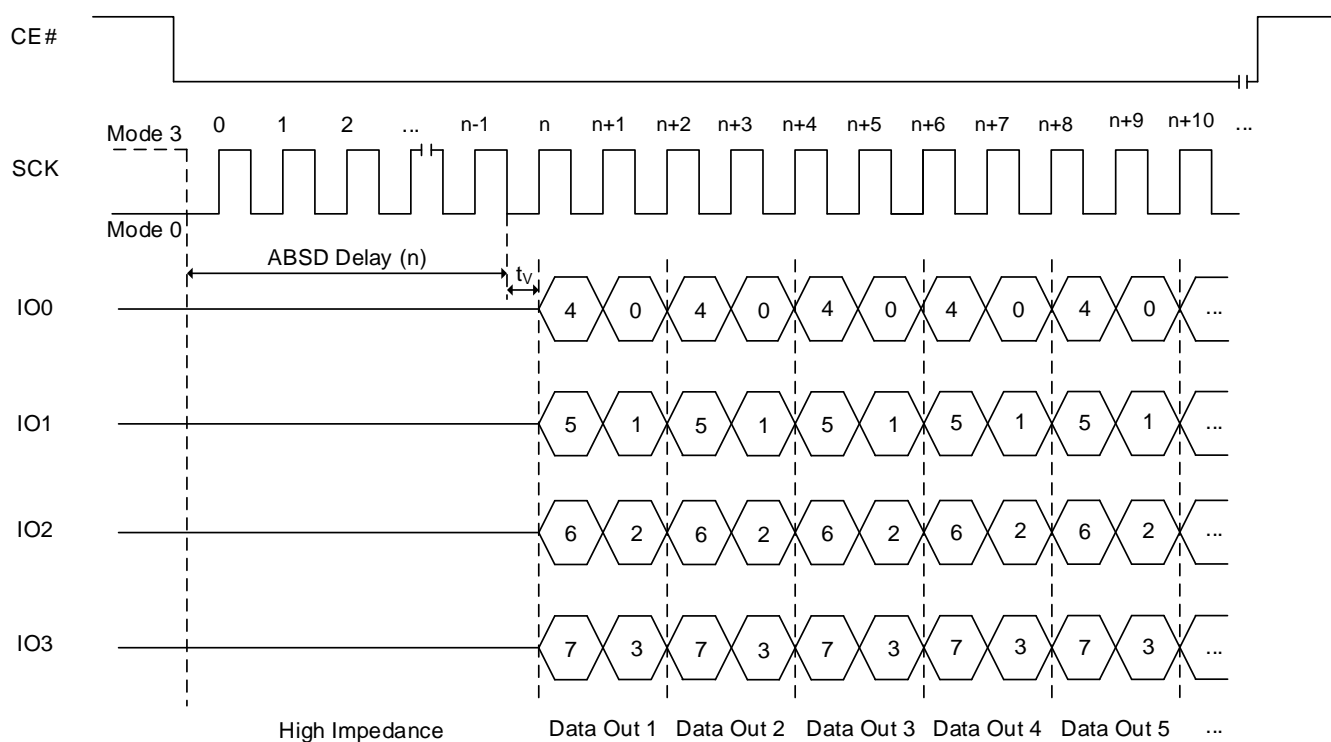 CE#
0 1 2 ... n-1 n n+1 n+2 n+3 n+4 n+5 n+6 n+7 n+8 n+9 n+10 ...
Mode 3
SCK
Mode 0
ABSD Delay (n)
tV
IO0 4 0 4 0 4 0 4 0 4 0 ...
IO1 5 1 5 1 5 1 5 1 5 1 ...
IO2 6 2 6 2 6 2 6 2 6 2 ...
IO3 7 3 7 3 7 3 7 3 7 3 ...
High Impedance Data Out 1 Data Out 2 Data Out 3 Data Out 4 Data Out 5 ...